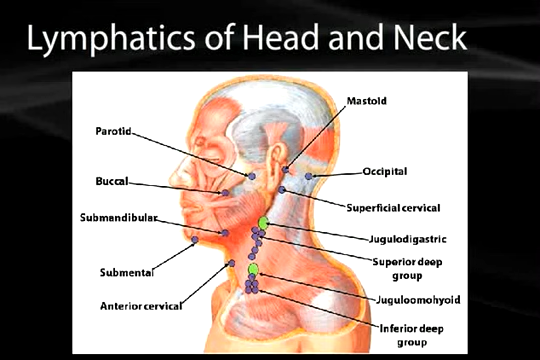 Lymphatics of Head and Neck
Mastoid
Parotid
Occipital
Buccal
Superficial cervical
Submandibular
Jugulodigastric
Superior deep
group
Submental
Juguloomohyoid
Anterior cervical
Inferior deep
group